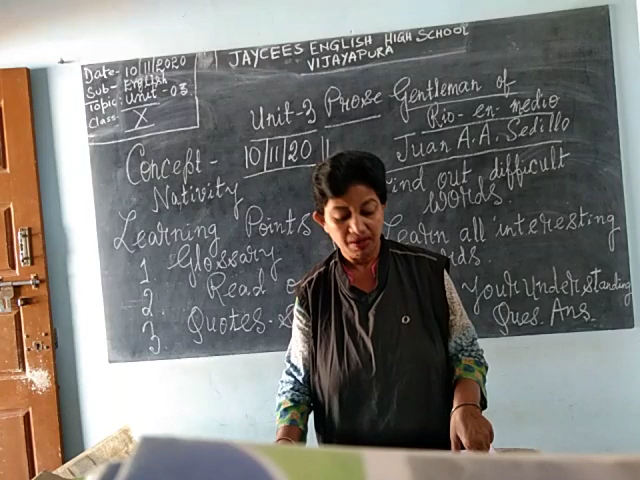 Date- 10/11/2020
Sub- English
Topic: Unit - 03
Class- X
JAYCEES ENGLISH HIGH SCHOOL
VIJAYAPURA
Unit-3 Prose Gentleman of
Rio-en-medio
10/11/20 Juan A.A. Sedillo
Concept - ind out difficult
Nativity words.
Learning Points Learn all interesting
1 Glossary ds
2. Read Your Understanding
3 Quotes. Ques. Ans.